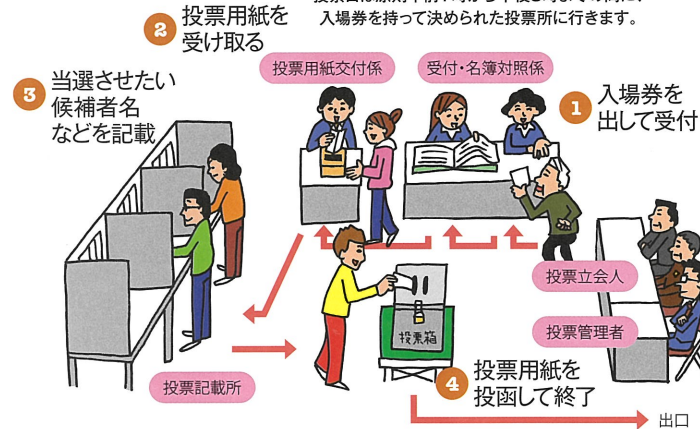 入場券を持って決められた投票所に行きます。
❶ 入場券を
出して受付
受付・名簿対照係
❷ 投票用紙を
受け取る
投票用紙交付係
❸ 当選させたい
候補者名
などを記載
投票記載所
❹ 投票用紙を
投函して終了
投票箱
投票立会人
投票管理者
出口